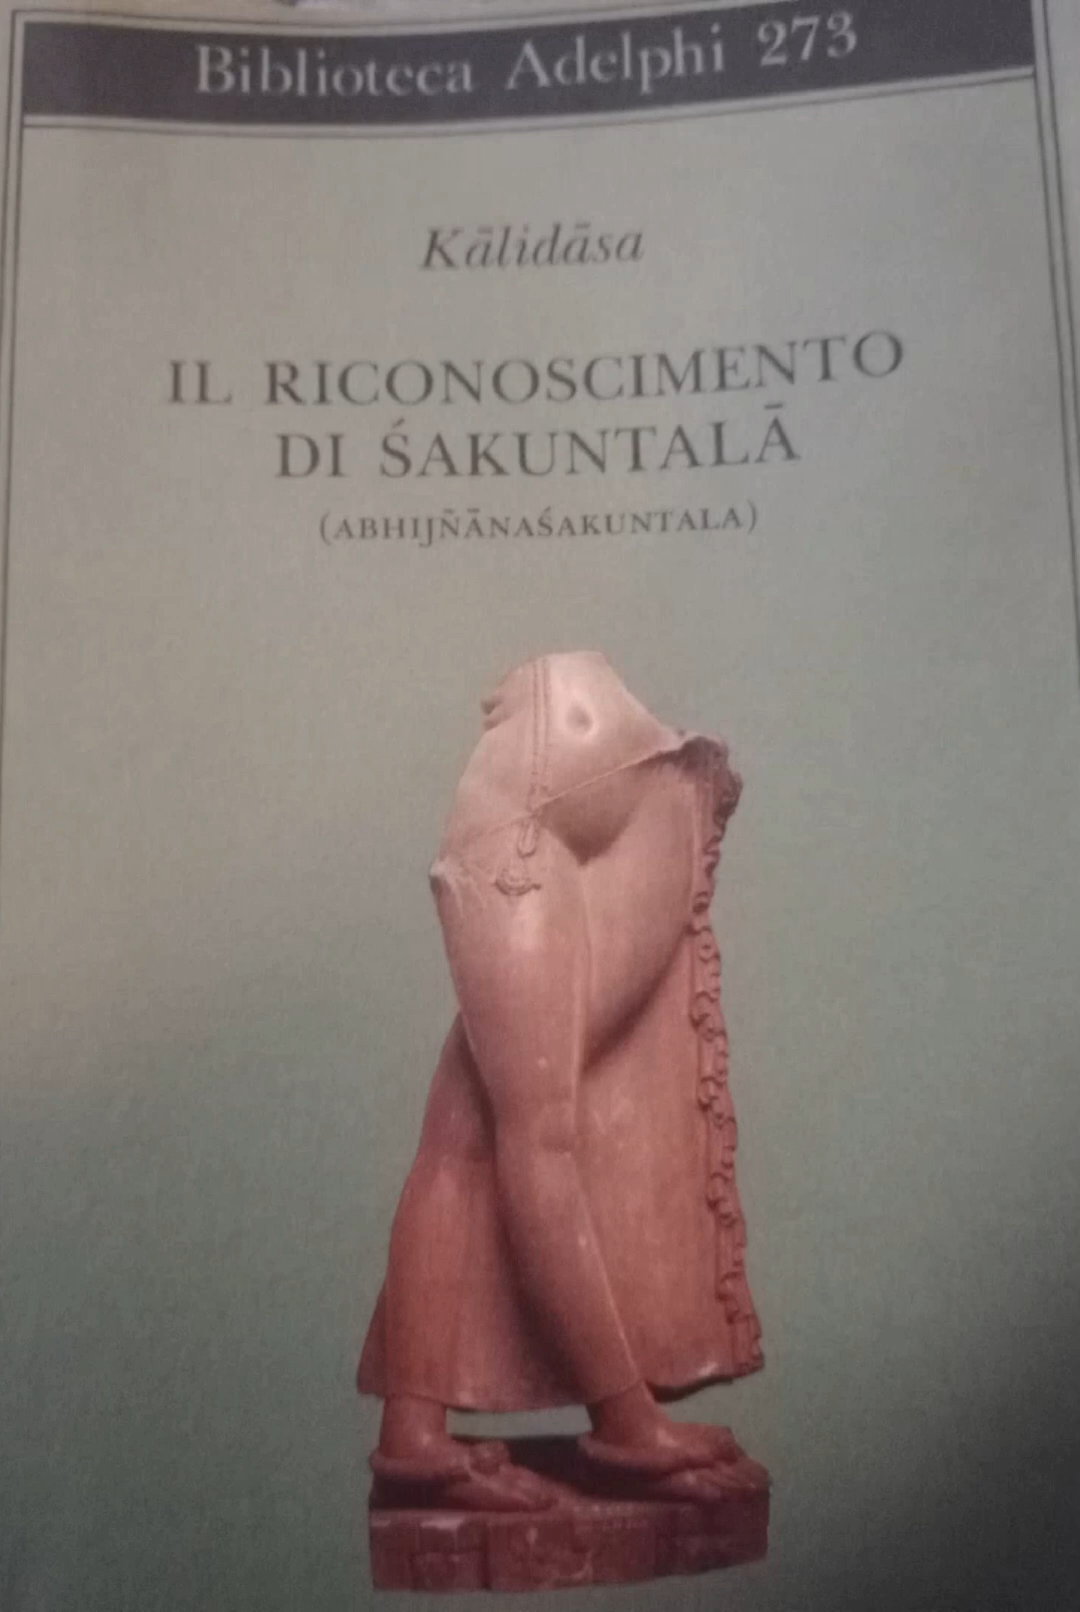 Biblioteca Adelphi 273
Kālidāsa
IL RICONOSCIMENTO
DI ŚAKUNTALĀ
(ABHIJÑĀNAŚAKUNTALA)